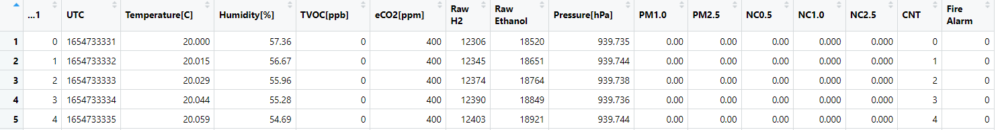 ...1 UTC Temperature[C] Humidity[%] TVOC[ppb] eCO2[ppm] Raw H2 Raw Ethanol Pressure[hPa] PM1.0 PM2.5 NC0.5 NC1.0 NC2.5 CNT Fire Alarm
1 0 1654733331 20.000 57.36 0 400 12306 18520 939.735 0.00 0.00 0.00 0.000 0.000 0 0
2 1 1654733332 20.015 56.67 0 400 12345 18651 939.744 0.00 0.00 0.00 0.000 0.000 1 0
3 2 1654733333 20.029 55.96 0 400 12374 18764 939.738 0.00 0.00 0.00 0.000 0.000 2 0
4 3 1654733334 20.044 55.28 0 400 12390 18849 939.736 0.00 0.00 0.00 0.000 0.000 3 0
5 4 1654733335 20.059 54.69 0 400 12403 18921 939.744 0.00 0.00 0.00 0.000 0.000 4 0